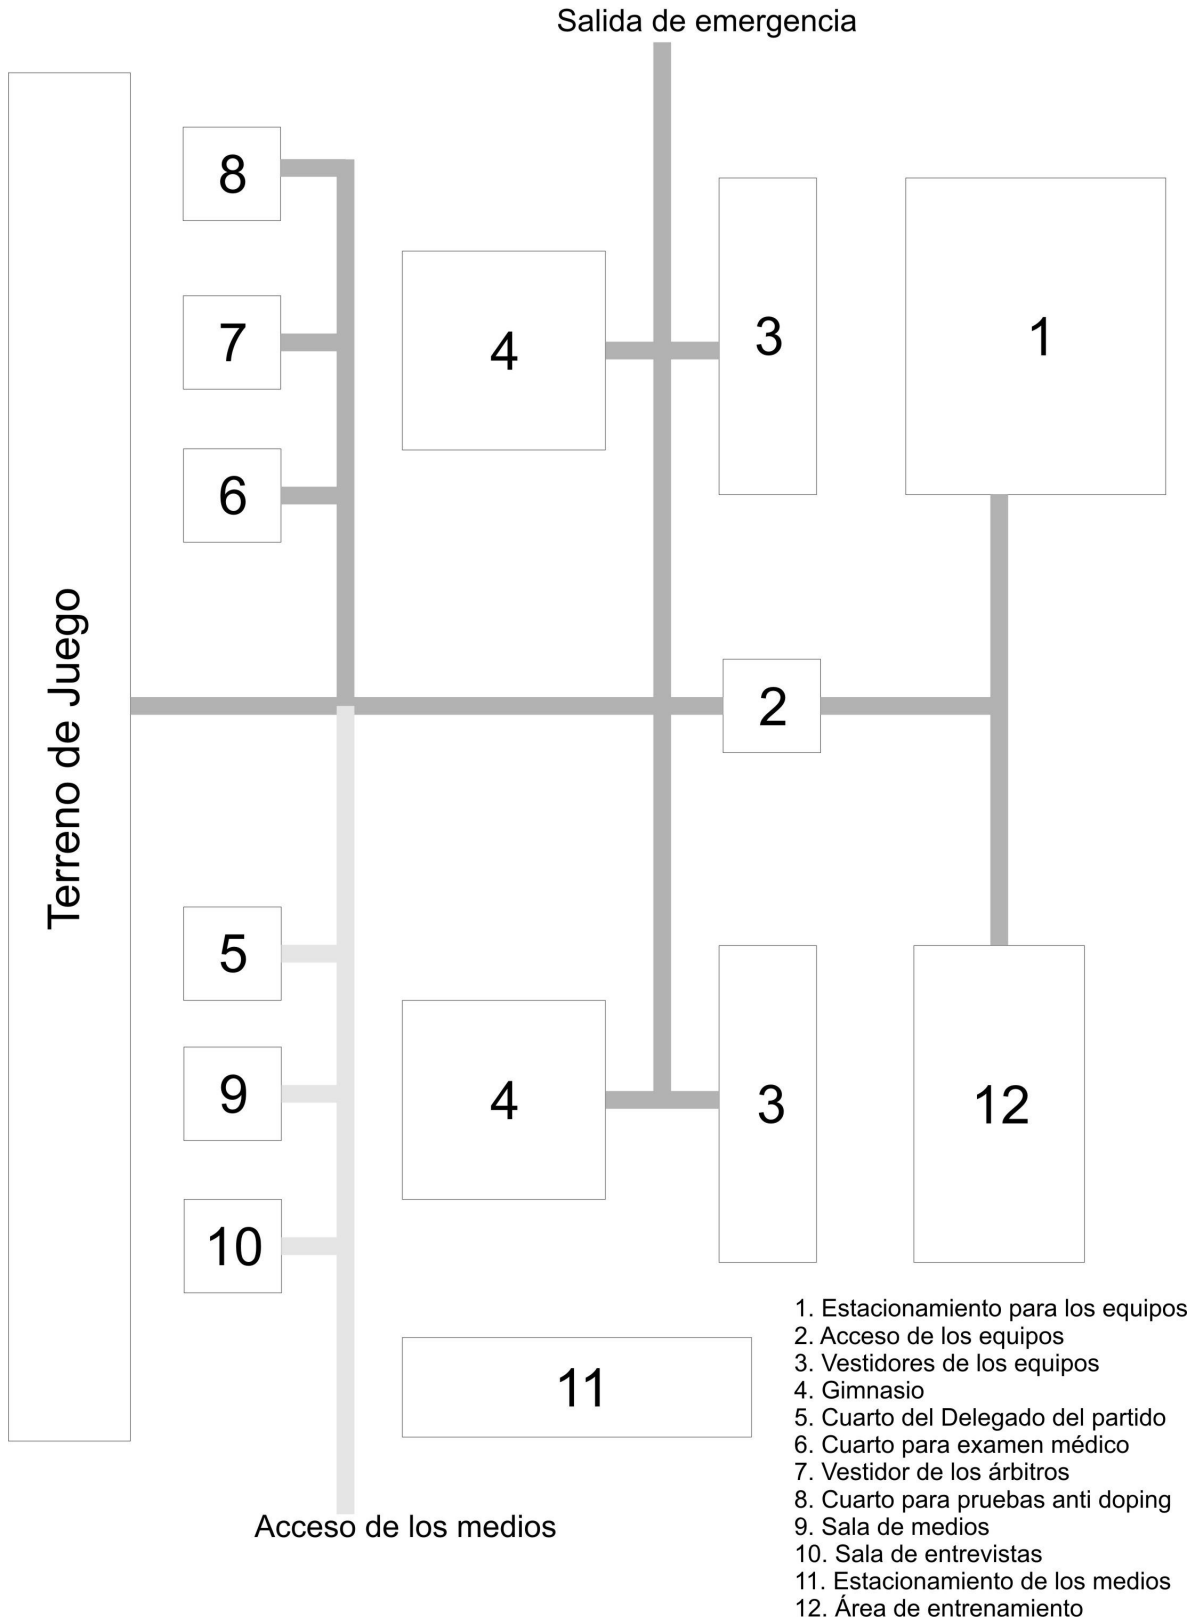 Salida de emergencia
8
7
6
4
3
1
Terreno de Juego
2
5
9
10
4
3
12
11
Acceso de los medios
1. Estacionamiento para los equipos
2. Acceso de los equipos
3. Vestidores de los equipos
4. Gimnasio
5. Cuarto del Delegado del partido
6. Cuarto para examen médico
7. Vestidor de los árbitros
8. Cuarto para pruebas anti doping
9. Sala de medios
10. Sala de entrevistas
11. Estacionamiento de los medios
12. Área de entrenamiento